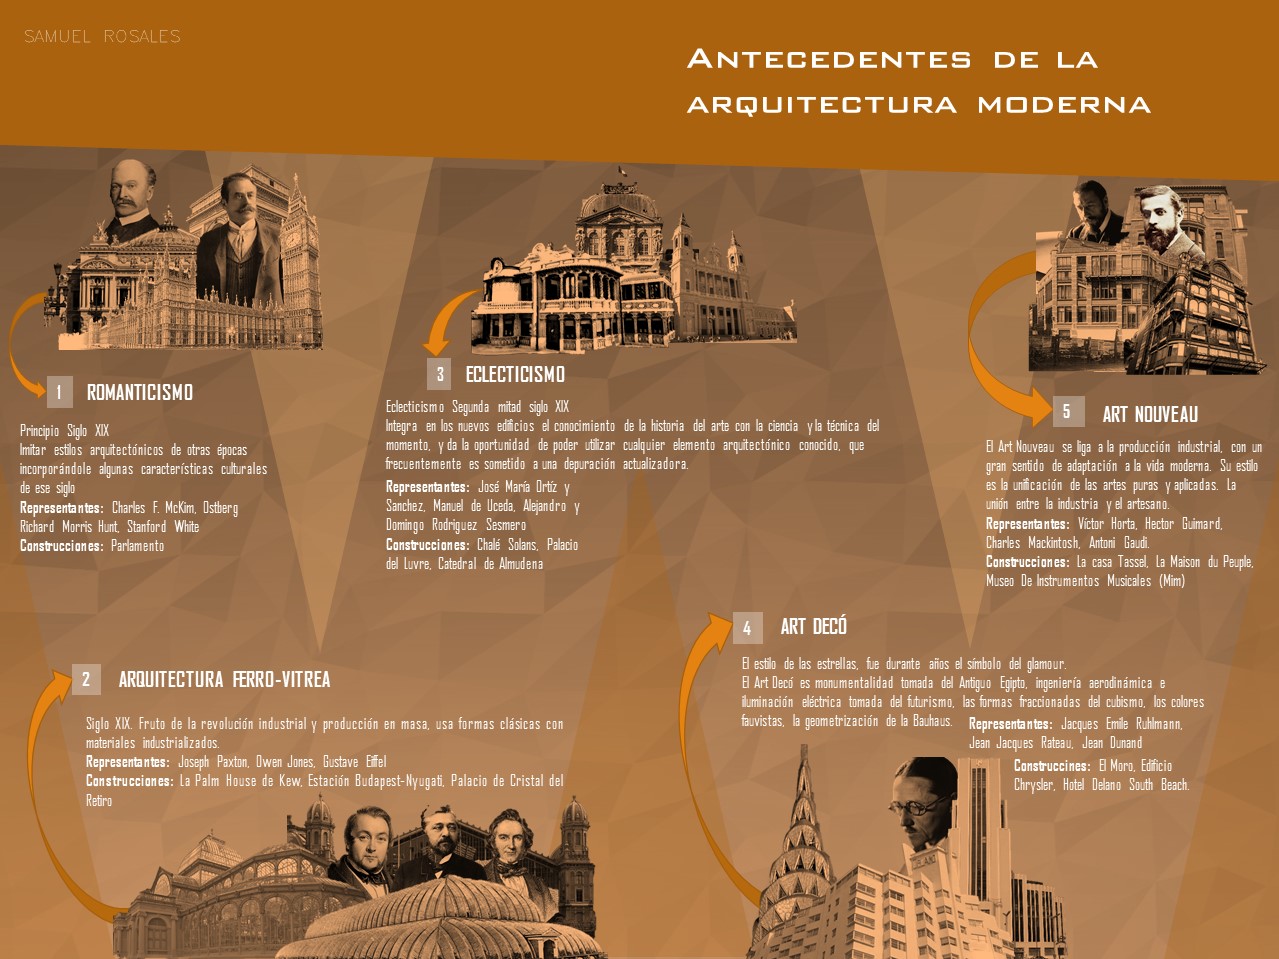 SAMUEL ROSALES
ANTECEDENTES DE LA
ARQUITECTURA MODERNA
1 ROMANTICISMO
Principio Siglo XIX
Imitar estilos arquitectónicos de otras épocas
incorporándole algunas características culturales
de ese siglo
Representantes: Charles F. McKim, Ostberg
Richard Morris Hunt, Stanford White
Construcciones: Parlamento
2 ARQUITECTURA FERRO-VITREA
Siglo XIX. Fruto de la revolución industrial y producción en masa, usa formas clásicas con
materiales industrializados.
Representantes: Joseph Paxton, Owen Jones, Gustave Eiffel
Construcciones: La Palm House de Kew, Estación Budapest-Nyugati, Palacio de Cristal del
Retiro
3 ECLECTICISMO
Eclecticismo Segunda mitad siglo XIX
Integra en los nuevos edificios el conocimiento de la historia del arte con la ciencia y la técnica del
momento, y da la oportunidad de poder utilizar cualquier elemento arquitectónico conocido, que
frecuentemente es sometido a una depuración actualizadora.
Representantes: José María Ortíz y
Sanchez, Manuel de Uceda, Alejandro y
Domingo Rodriguez Sesmero
Construcciones: Chalé Solans, Palacio
del Luvre, Catedral de Almudena
4 ART DECÓ
El estilo de las estrellas, fue durante años el símbolo del glamour.
El Art Decó es monumentalidad tomada del Antiguo Egipto, ingeniería aerodinámica e
iluminación eléctrica tomada del futurismo, las formas fraccionadas del cubismo, los colores
fauvistas, la geometrización de la Bauhaus.
Representantes: Jacques Emile Ruhlmann,
Jean Jacques Rateau, Jean Dunand
Construccines: El Moro, Edificio
Chrysler, Hotel Delano South Beach.
5 ART NOUVEAU
El Art Nouveau se liga a la producción industrial, con un
gran sentido de adaptación a la vida moderna. Su estilo
es la unificación de las artes puras y aplicadas. La
unión entre la industria y el artesano.
Representantes: Víctor Horta, Hector Guimard,
Charles Mackintosh, Antoni Gaudi.
Construcciones: La casa Tassel, La Maison du Peuple,
Museo De Instrumentos Musicales (Mim)